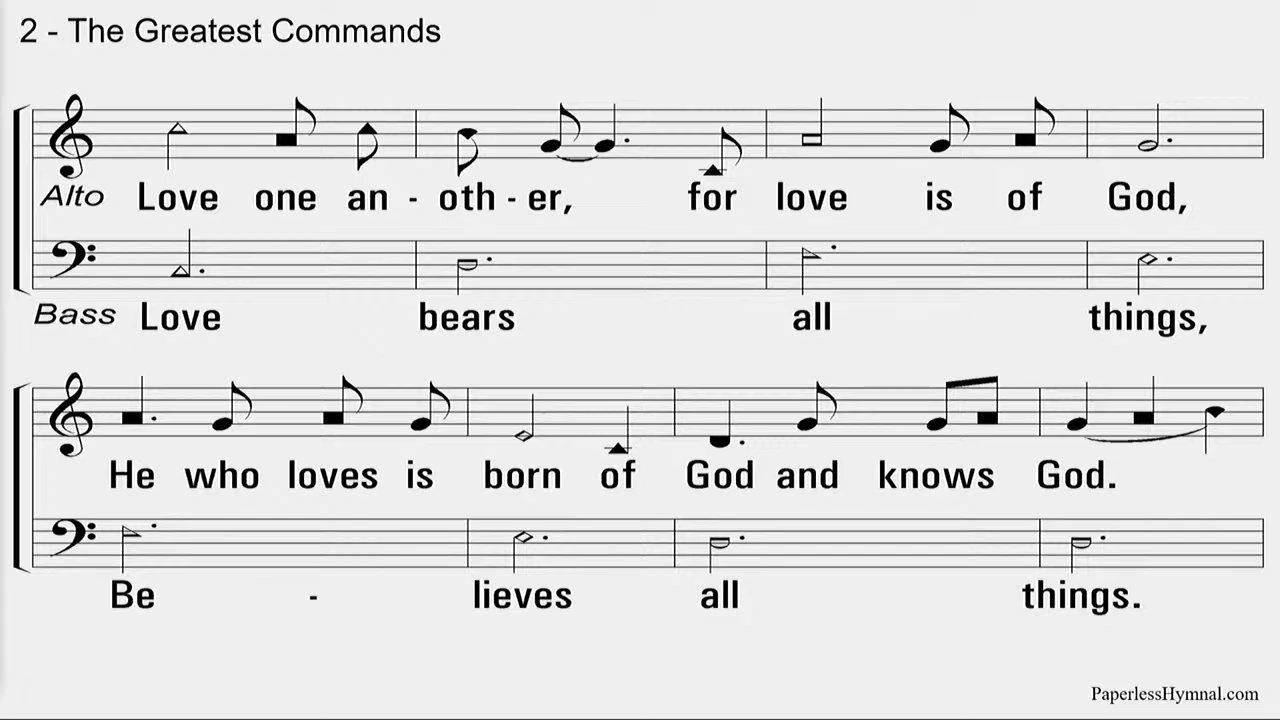 2 - The Greatest Commands
Alto Love one an - oth - er, for love is of God,
Bass Love bears all things,
He who loves is born of God and knows God.
Be - lieves all things.
PaperlessHymnal.com